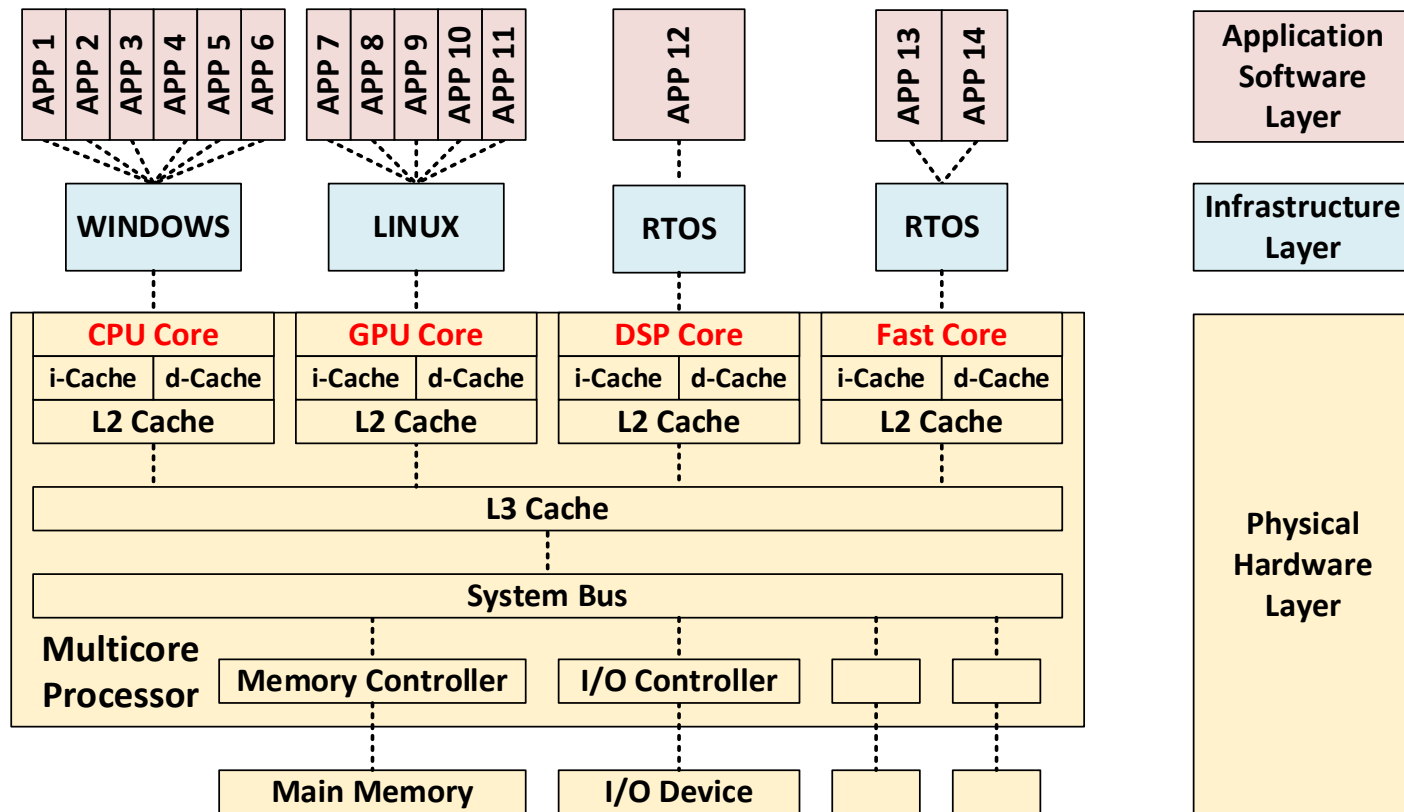 APP 1
APP 2
APP 3
APP 4
APP 5
APP 6
APP 7
APP 8
APP 9
APP 10
APP 11
APP 12
APP 13
APP 14
Application
Software
Layer
WINDOWS
LINUX
RTOS
RTOS
Infrastructure
Layer
CPU Core
GPU Core
DSP Core
Fast Core
i-Cache
d-Cache
i-Cache
d-Cache
i-Cache
d-Cache
i-Cache
d-Cache
L2 Cache
L2 Cache
L2 Cache
L2 Cache
L3 Cache
System Bus
Physical
Hardware
Layer
Multicore
Processor
Memory Controller
I/O Controller
Main Memory
I/O Device